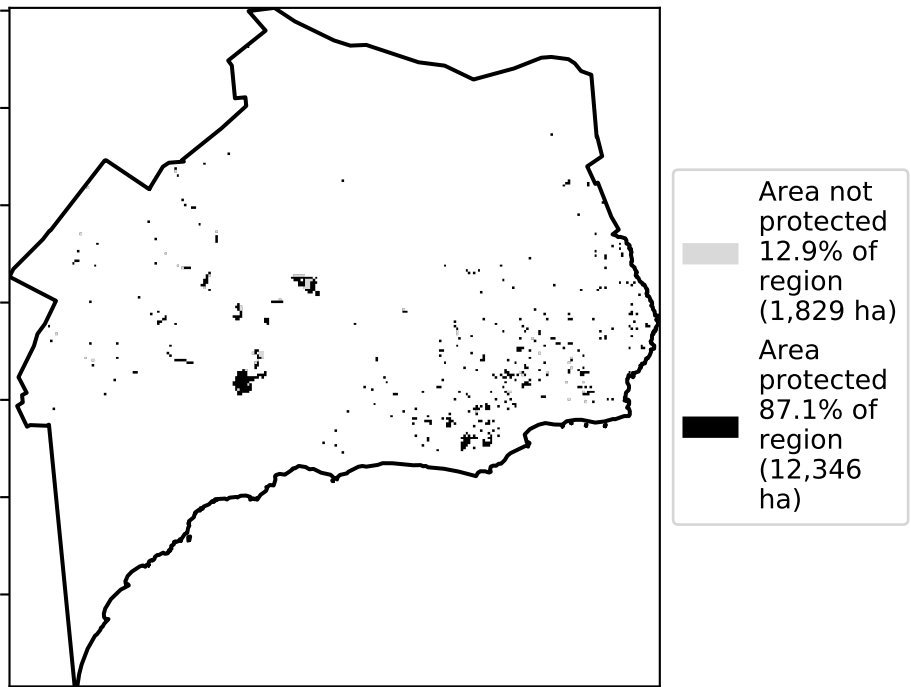 Area not
protected
12.9% of
region
(1,829 ha)
Area
protected
87.1% of
region
(12,346
ha)